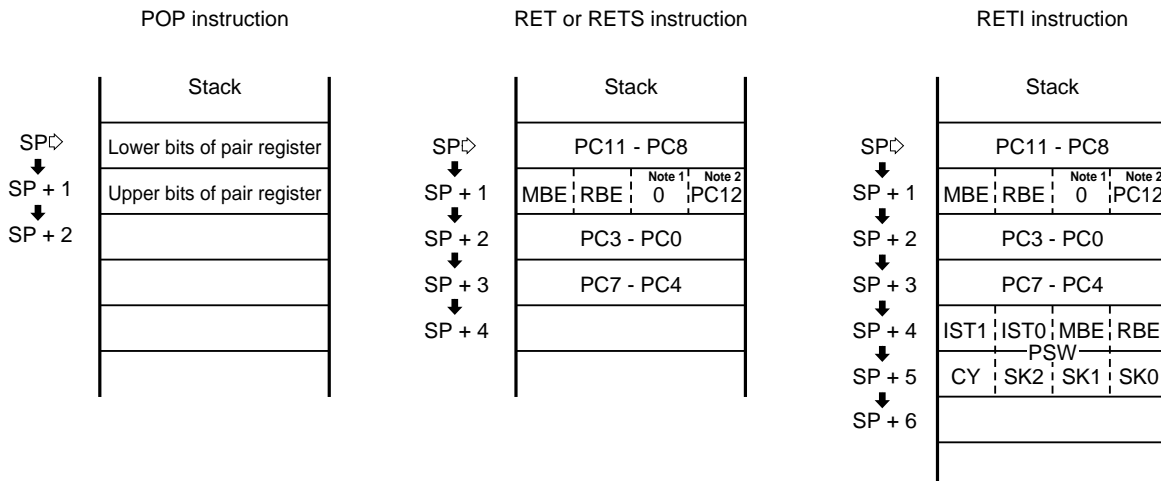 POP instruction
Stack
SP
Lower bits of pair register
SP + 1
Upper bits of pair register
SP + 2
RET or RETS instruction
Stack
SP
PC11 - PC8
SP + 1
MBE RBE 0 Note 1 PC12 Note 2
SP + 2
PC3 - PC0
SP + 3
PC7 - PC4
SP + 4
RETI instruction
Stack
SP
PC11 - PC8
SP + 1
MBE RBE 0 Note 1 PC12 Note 2
SP + 2
PC3 - PC0
SP + 3
PC7 - PC4
SP + 4
IST1 IST0 MBE RBE
PSW
SP + 5
CY SK2 SK1 SK0
SP + 6